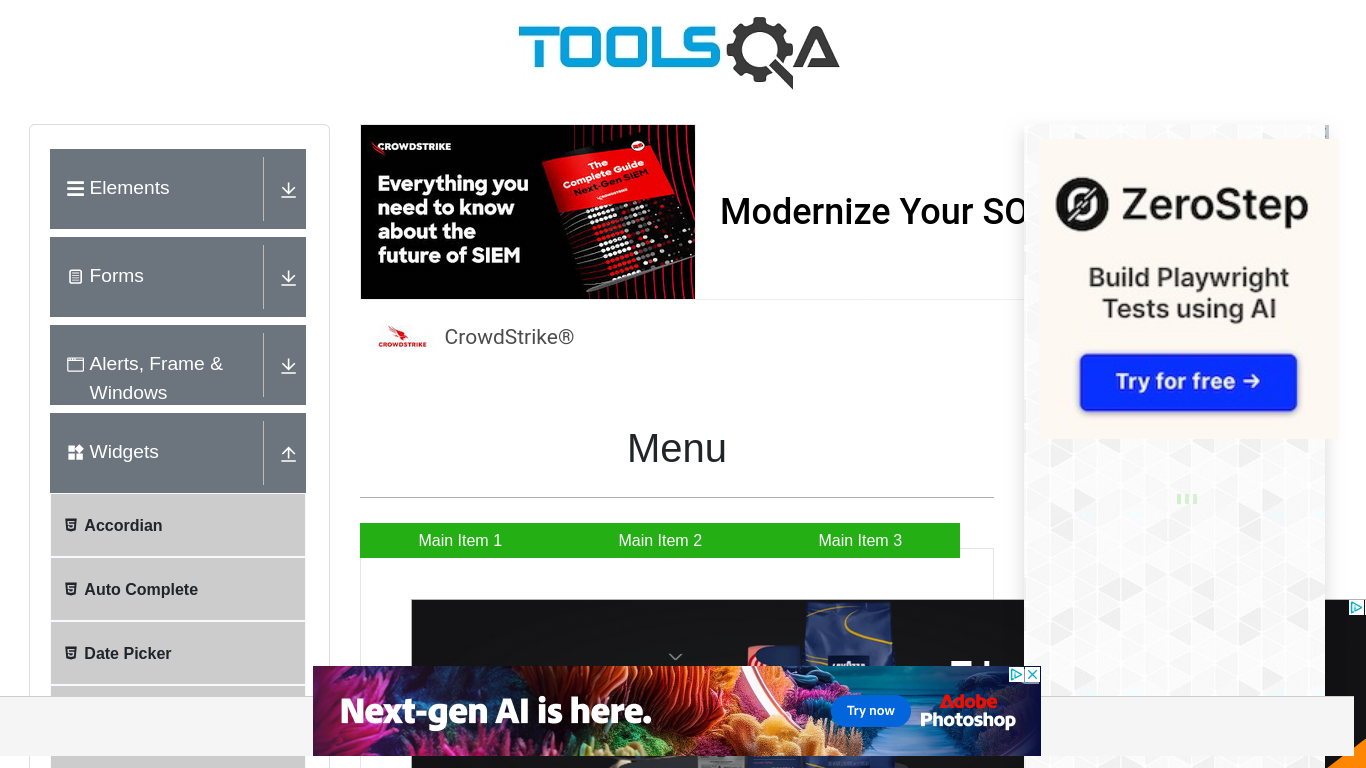 TOOLSQA
Elements
Forms
Alerts, Frame &
Windows
Widgets
Accordian
Auto Complete
Date Picker
CROWDSTRIKE
Everything you
need to know
about the
future of SIEM
The
Complete Guide
Next-Gen SIEM
CROWDSTRIKE
Modernize Your SO
CROWDSTRIKE
CrowdStrike®
Menu
Main Item 1
Main Item 2
Main Item 3
ZeroStep
Build Playwright
Tests using AI
Try for free →
LAVAZZA
Next-gen AI is here.
Try now
Adobe
Photoshop